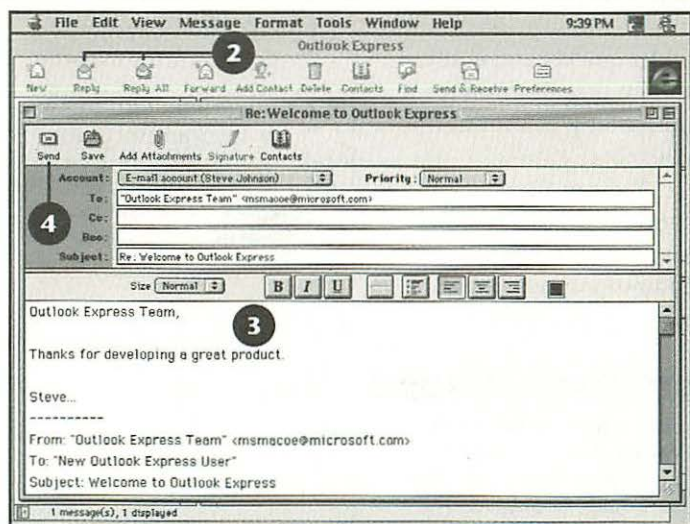 File Edit View Message Format Tools Window Help 9:39 PM
Outlook Express
2
New Reply Reply All Forward Add Contact Delete Contacts Find Send & Receive Preferences
Re: Welcome to Outlook Express
Send Save Add Attachments Signature Contacts
Account: E-mail account (Steve Johnson) Priority: Normal
To: "Outlook Express Team" <msmacoe@microsoft.com>
4
Cc:
Bcc:
Subject: Re: Welcome to Outlook Express
Size Normal B I U
Outlook Express Team,
3
Thanks for developing a great product.
Steve...
----------
From: "Outlook Express Team" <msmacoe@microsoft.com>
To: "New Outlook Express User"
Subject: Welcome to Outlook Express
1 message(s), 1 displayed